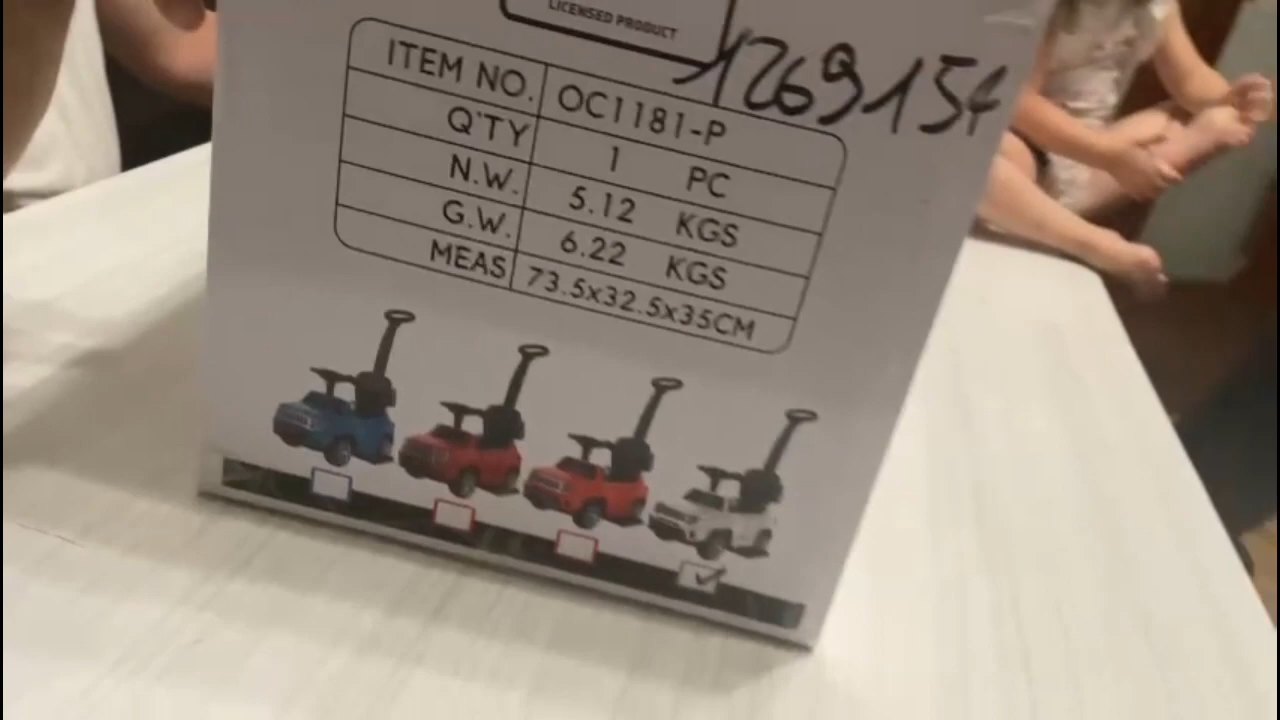 LICENSED PRODUCT
1269154
ITEM NO. OC1181-P
Q'TY 1 PC
N.W. 5.12 KGS
G.W. 6.22 KGS
MEAS 73.5x32.5x35CM